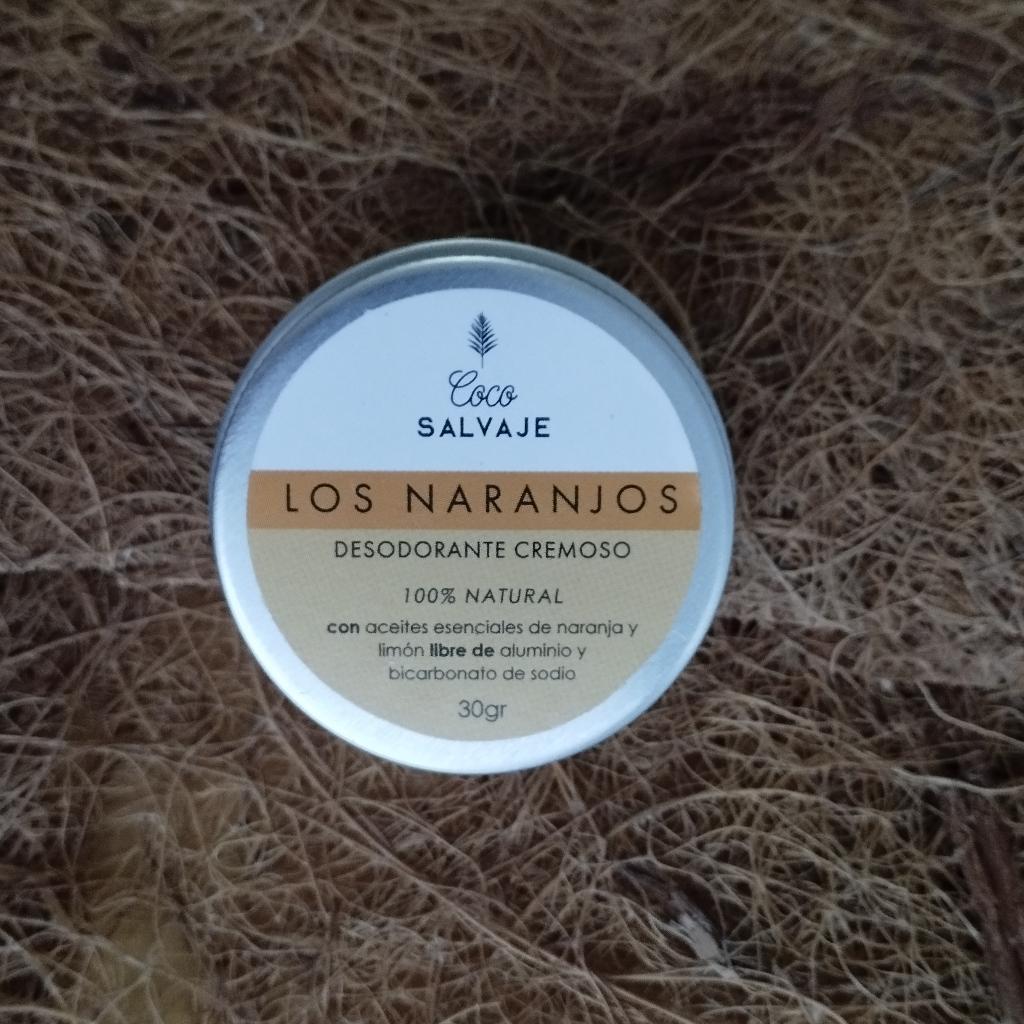 Coco
SALVAJE
LOS NARANJOS
DESODORANTE CREMOSO
100% NATURAL
con aceites esenciales de naranja y
limón libre de aluminio y
bicarbonato de sodio
30gr